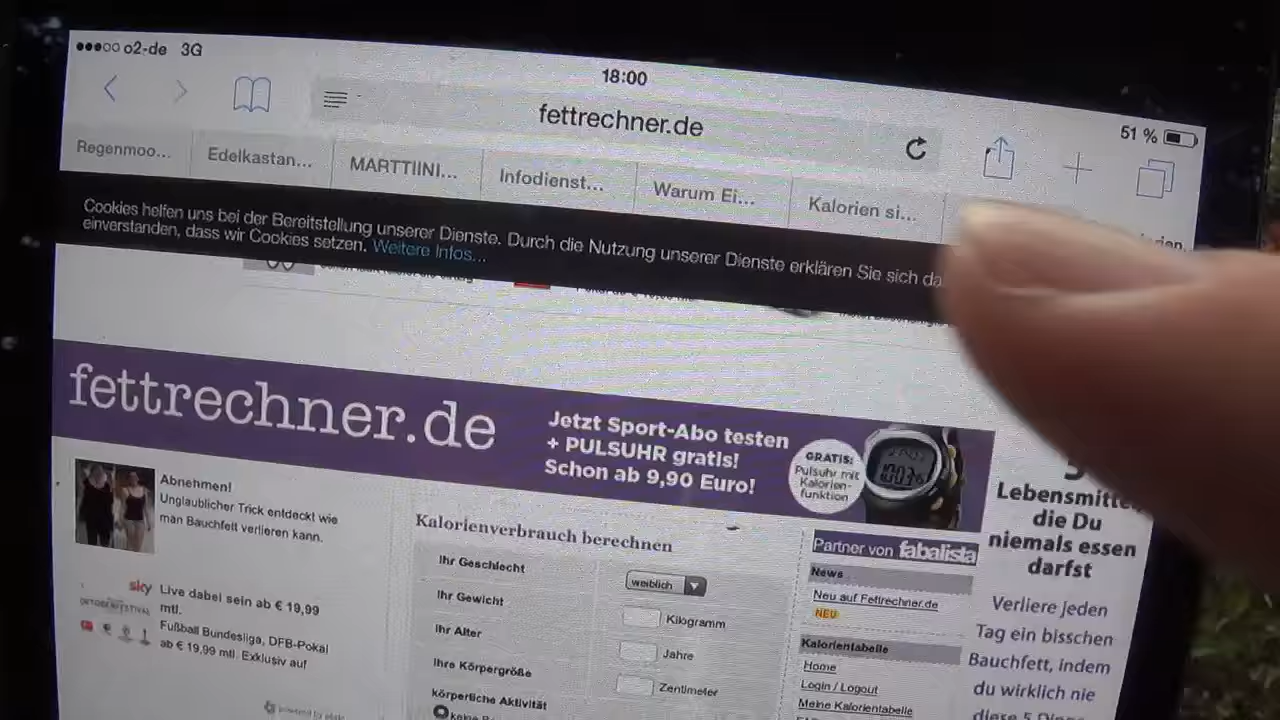 o2-de 3G
18:00
51 %
fettrechner.de
Regenmoo...
Edelkastan...
MARTTIINI...
Infodienst...
Warum Ei...
Kalorien si...
Cookies helfen uns bei der Bereitstellung unserer Dienste. Durch die Nutzung unserer Dienste erklären Sie sich da
einverstanden, dass wir Cookies setzen. Weitere Infos...
fettrechner.de
Jetzt Sport-Abo testen
+ PULSUHR gratis!
Schon ab 9,90 Euro!
GRATIS:
Pulsuhr mit
Kalorien-
funktion
Abnehmen!
Unglaublicher Trick entdeckt wie
man Bauchfett verlieren kann.
sky
Live dabei sein ab € 19,99
mtl.
Fußball Bundesliga, DFB-Pokal
ab € 19,99 mtl. Exklusiv auf
Kalorienverbrauch berechnen
Ihr Geschlecht
weiblich
Ihr Gewicht
Kilogramm
Ihr Alter
Jahre
Ihre Körpergröße
Zentimeter
körperliche Aktivität
Partner von fabalista
News
Neu auf Fettrechner.de
NEU
Kalorientabelle
Home
Login / Logout
Meine Kalorientabelle
Lebensmittel,
die Du
niemals essen
darfst
Verliere jeden
Tag ein bisschen
Bauchfett, indem
du wirklich nie
diese 5 Dinge